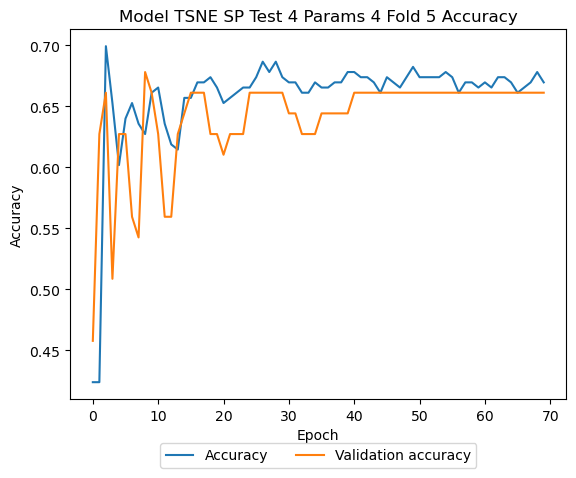 Model TSNE SP Test 4 Params 4 Fold 5 Accuracy
0.70
0.65
0.60
0.55
0.50
0.45
Accuracy
0 10 20 30 40 50 60 70
Epoch
Accuracy Validation accuracy